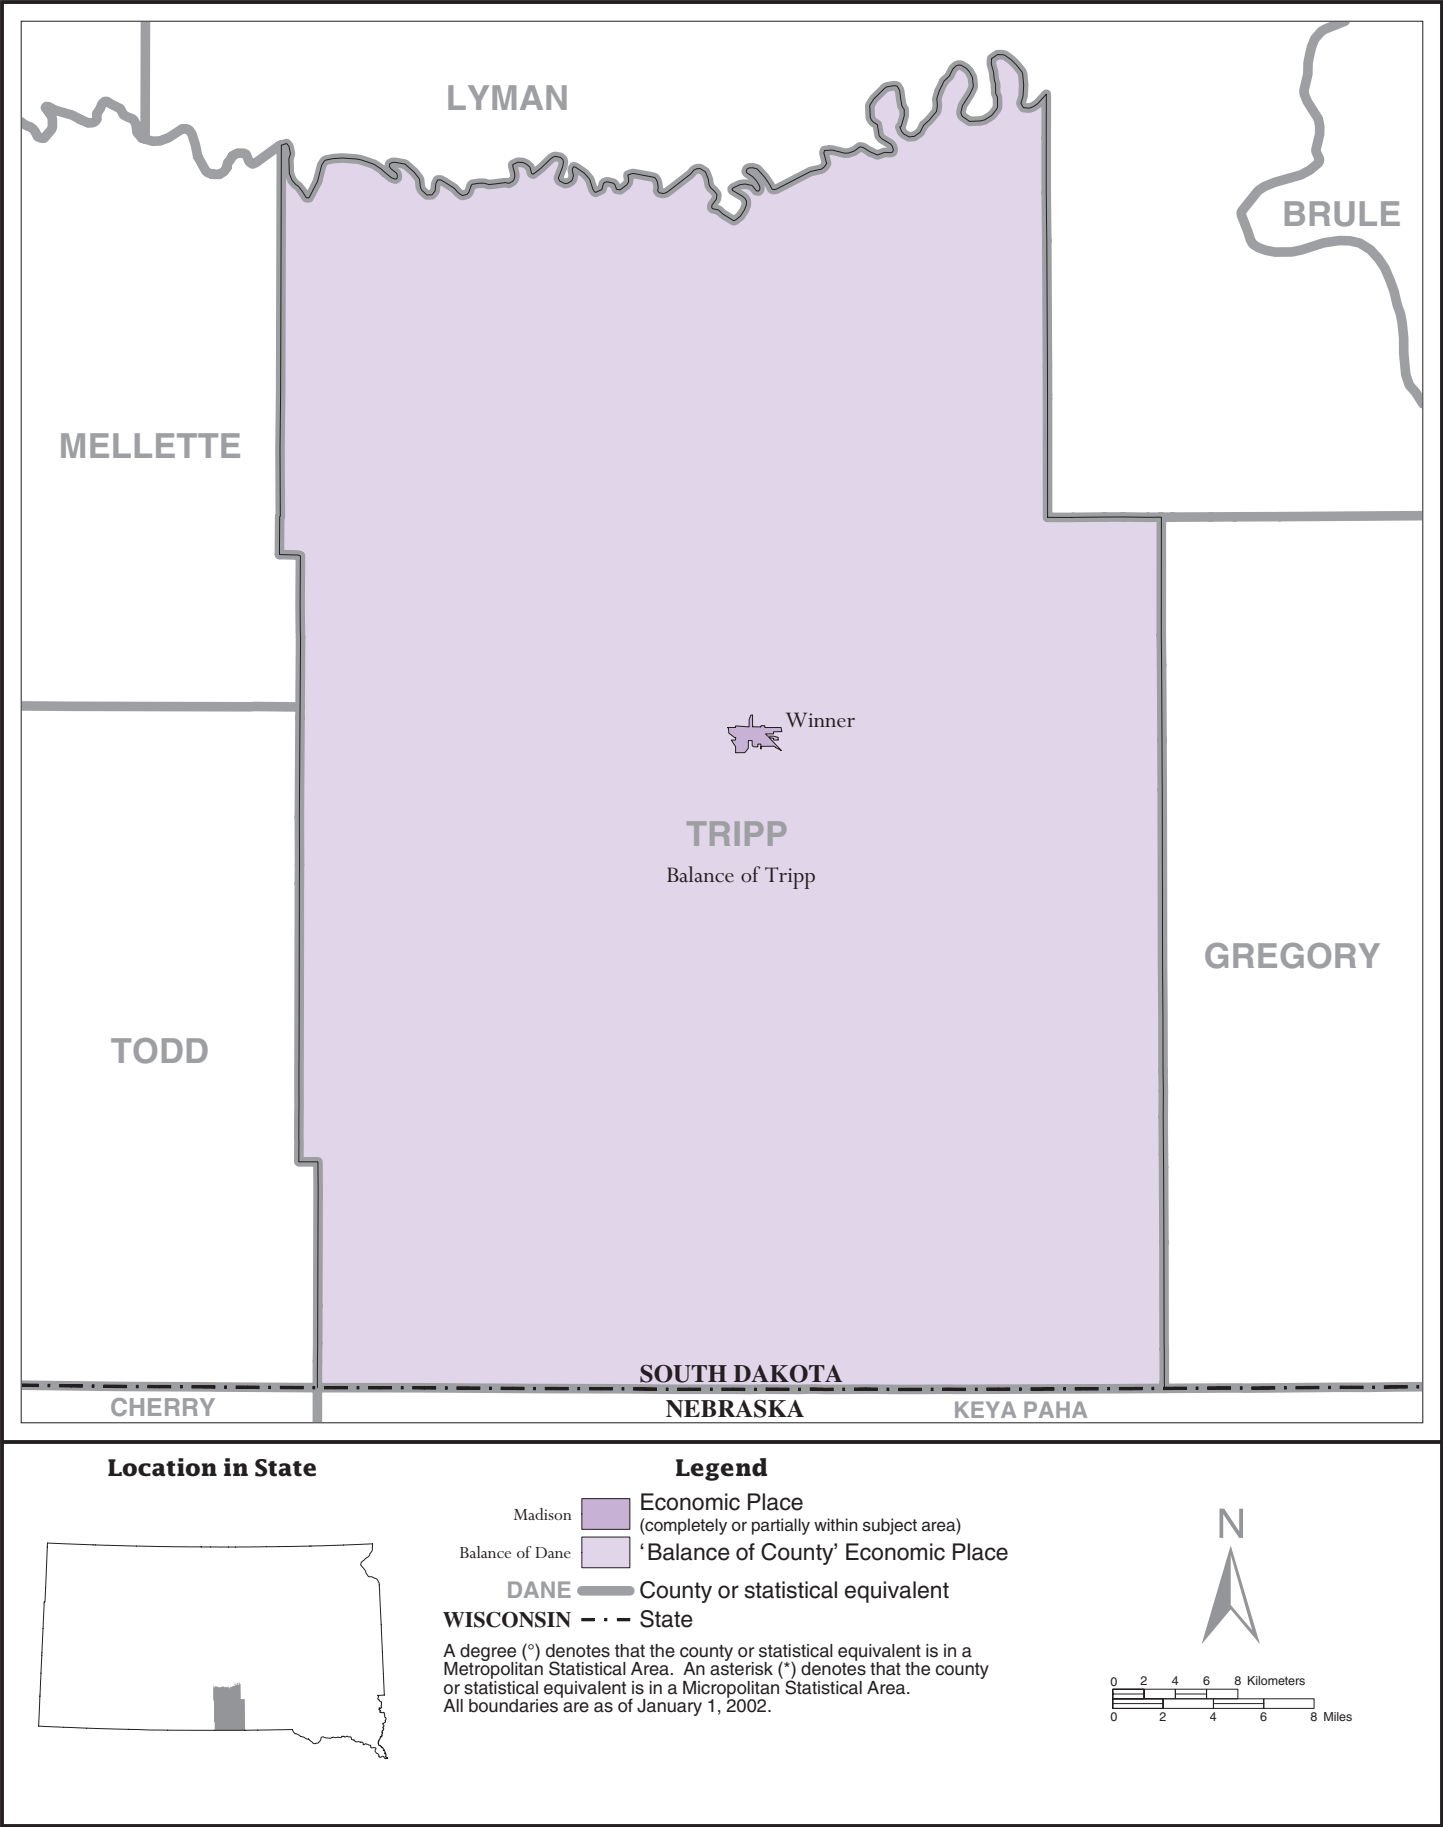 LYMAN
BRULE
MELLETTE
Winner
TRIPP
Balance of Tripp
GREGORY
TODD
SOUTH DAKOTA
CHERRY
NEBRASKA
KEYA PAHA
Location in State
Legend
Madison
Economic Place
(completely or partially within subject area)
Balance of Dane
‘Balance of County’ Economic Place
DANE
County or statistical equivalent
WISCONSIN
State
A degree (°) denotes that the county or statistical equivalent is in a
Metropolitan Statistical Area.  An asterisk (*) denotes that the county
or statistical equivalent is in a Micropolitan Statistical Area.
All boundaries are as of January 1, 2002.
N
0 2 4 6 8 Kilometers
0 2 4 6 8 Miles